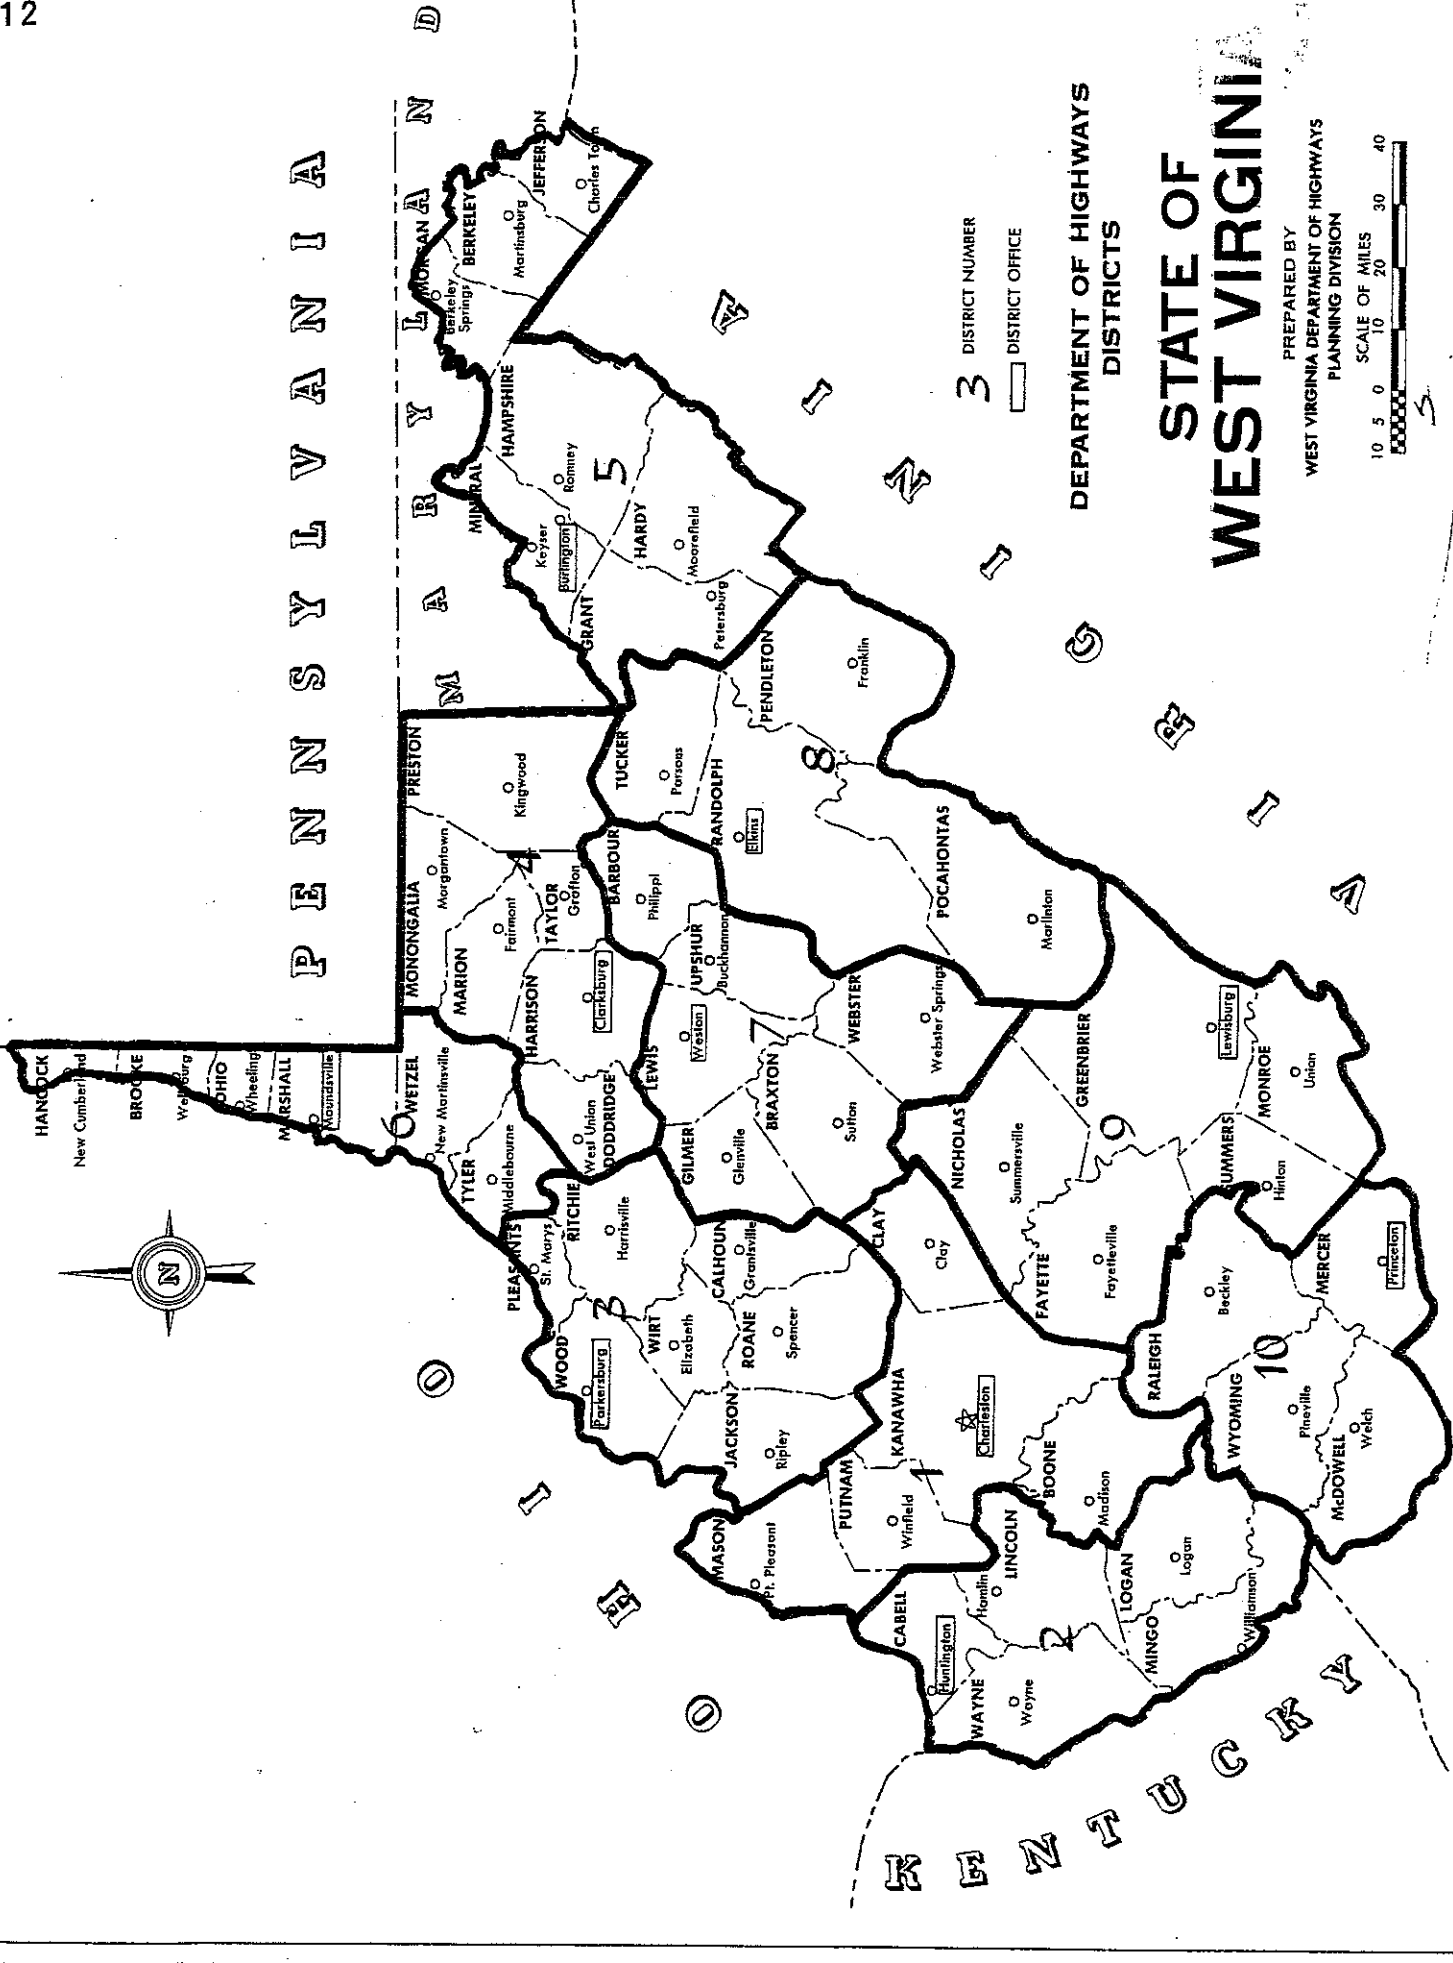 12
PENNSYLVANIA
MARYLAND
OHIO
KENTUCKY
VIRGINIA
N
HANCOCK
New Cumberland
BROOKE
Wellsburg
OHIO
Wheeling
MARSHALL
Moundsville
6
WETZEL
New Martinsville
TYLER
Middlebourne
PLEASANTS
St. Marys
RITCHIE
Harrisville
WOOD
Parkersburg
3
WIRT
Elizabeth
CALHOUN
Grantsville
ROANE
Spencer
JACKSON
Ripley
MASON
Pt. Pleasant
PUTNAM
Winfield
1
KANAWHA
Charleston
CLAY
Clay
BOONE
Madison
CABELL
Huntington
LINCOLN
Hamlin
WAYNE
Wayne
2
LOGAN
Logan
MINGO
Williamson
MONONGALIA
Morgantown
PRESTON
Kingwood
MARION
Fairmont
4
TAYLOR
Grafton
HARRISON
Clarksburg
DODDRIDGE
West Union
BARBOUR
Philippi
LEWIS
Weston
UPSHUR
Buckhannon
7
GILMER
Glenville
BRAXTON
Sutton
WEBSTER
Webster Springs
TUCKER
Parsons
RANDOLPH
Elkins
8
PENDLETON
Franklin
POCAHONTAS
Marlinton
NICHOLAS
Summersville
GREENBRIER
Lewisburg
9
FAYETTE
Fayetteville
SUMMERS
Hinton
MONROE
Union
RALEIGH
Beckley
MERCER
Princeton
10
WYOMING
Pineville
McDOWELL
Welch
MORGAN
Berkeley
Springs
BERKELEY
Martinsburg
JEFFERSON
Charles Town
HAMPSHIRE
Romney
MINERAL
Keyser
Burlington
5
GRANT
Petersburg
HARDY
Moorefield
3 DISTRICT NUMBER
DISTRICT OFFICE
DEPARTMENT OF HIGHWAYS
DISTRICTS
STATE OF
WEST VIRGINIA
PREPARED BY
WEST VIRGINIA DEPARTMENT OF HIGHWAYS
PLANNING DIVISION
SCALE OF MILES
10 5 0 10 20 30 40
5